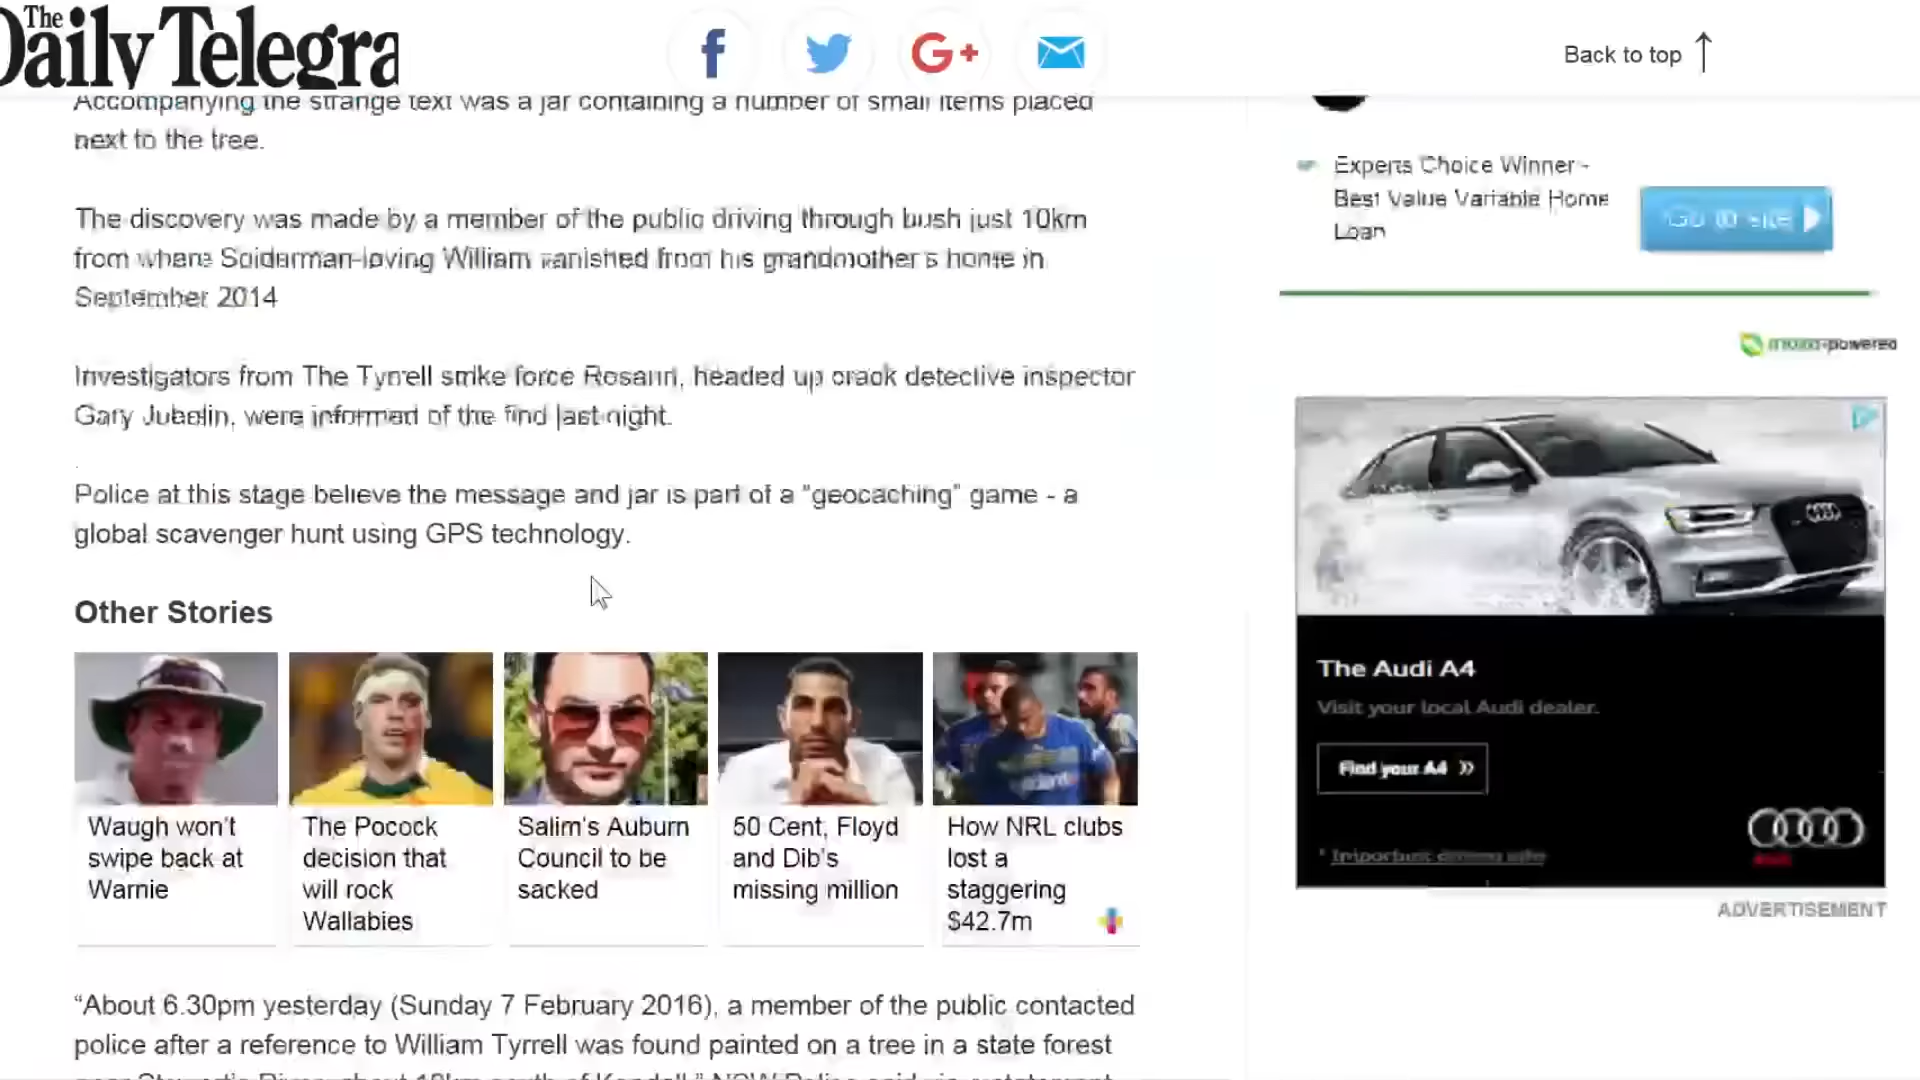 The
Daily Telegra
Back to top
Accompanying the strange text was a jar containing a number of small items placed
next to the tree.
The discovery was made by a member of the public driving through bush just 10km
from where Spiderman-loving William vanished from his grandmother's home in
September 2014
Investigators from The Tyrrell strike force Rosann, headed up crack detective inspector
Gary Jubelin, were informed of the find last night.
.
Police at this stage believe the message and jar is part of a "geocaching" game - a
global scavenger hunt using GPS technology.
Other Stories
Waugh won't
swipe back at
Warnie
The Pocock
decision that
will rock
Wallabies
Salim's Auburn
Council to be
sacked
50 Cent, Floyd
and Dib's
missing million
How NRL clubs
lost a
staggering
$42.7m
“About 6.30pm yesterday (Sunday 7 February 2016), a member of the public contacted
police after a reference to William Tyrrell was found painted on a tree in a state forest
Experts Choice Winner -
Best Value Variable Home
Loan
Go to site
mozo-powered
The Audi A4
Visit your local Audi dealer.
Find your A4 »
* Important driving info
Audi
ADVERTISEMENT